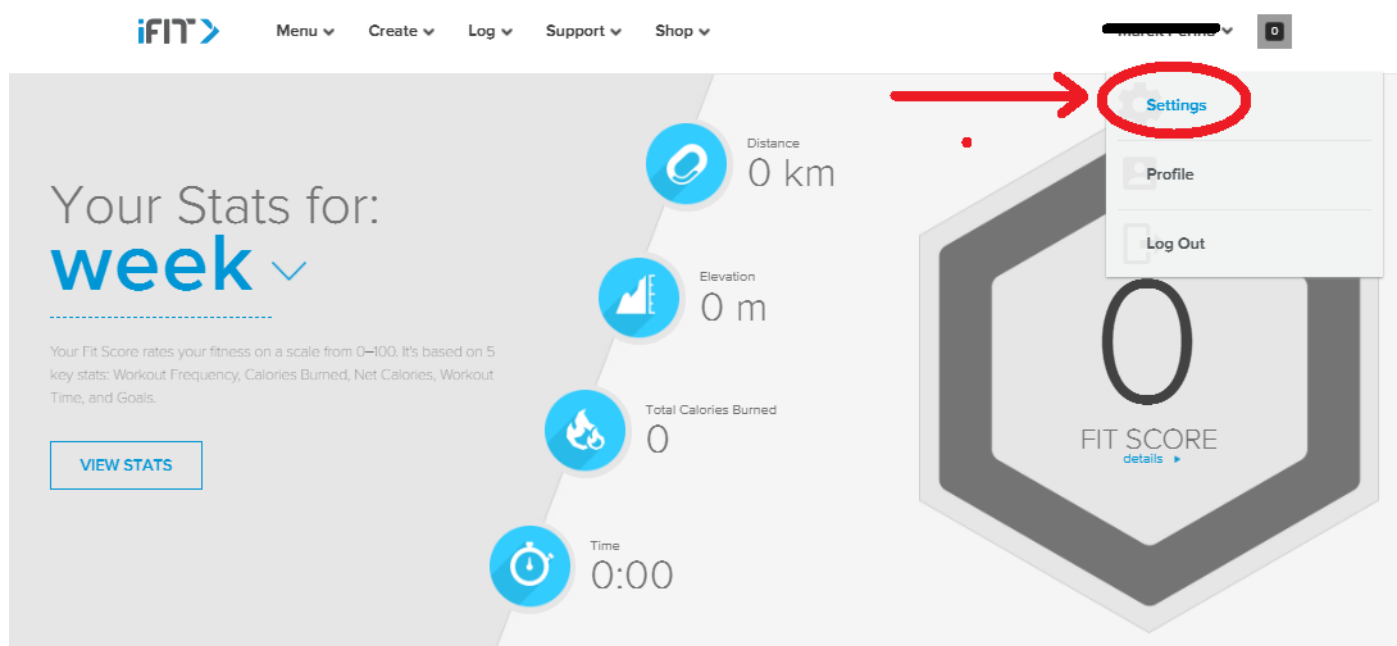 iFIT
Menu Create Log Support Shop
0
Settings
Profile
Log Out
Your Stats for:
week
Your Fit Score rates your fitness on a scale from 0–100. It's based on 5
key stats: Workout Frequency, Calories Burned, Net Calories, Workout
Time, and Goals.
VIEW STATS
Distance
0 km
Elevation
0 m
Total Calories Burned
0
Time
0:00
0
FIT SCORE
details